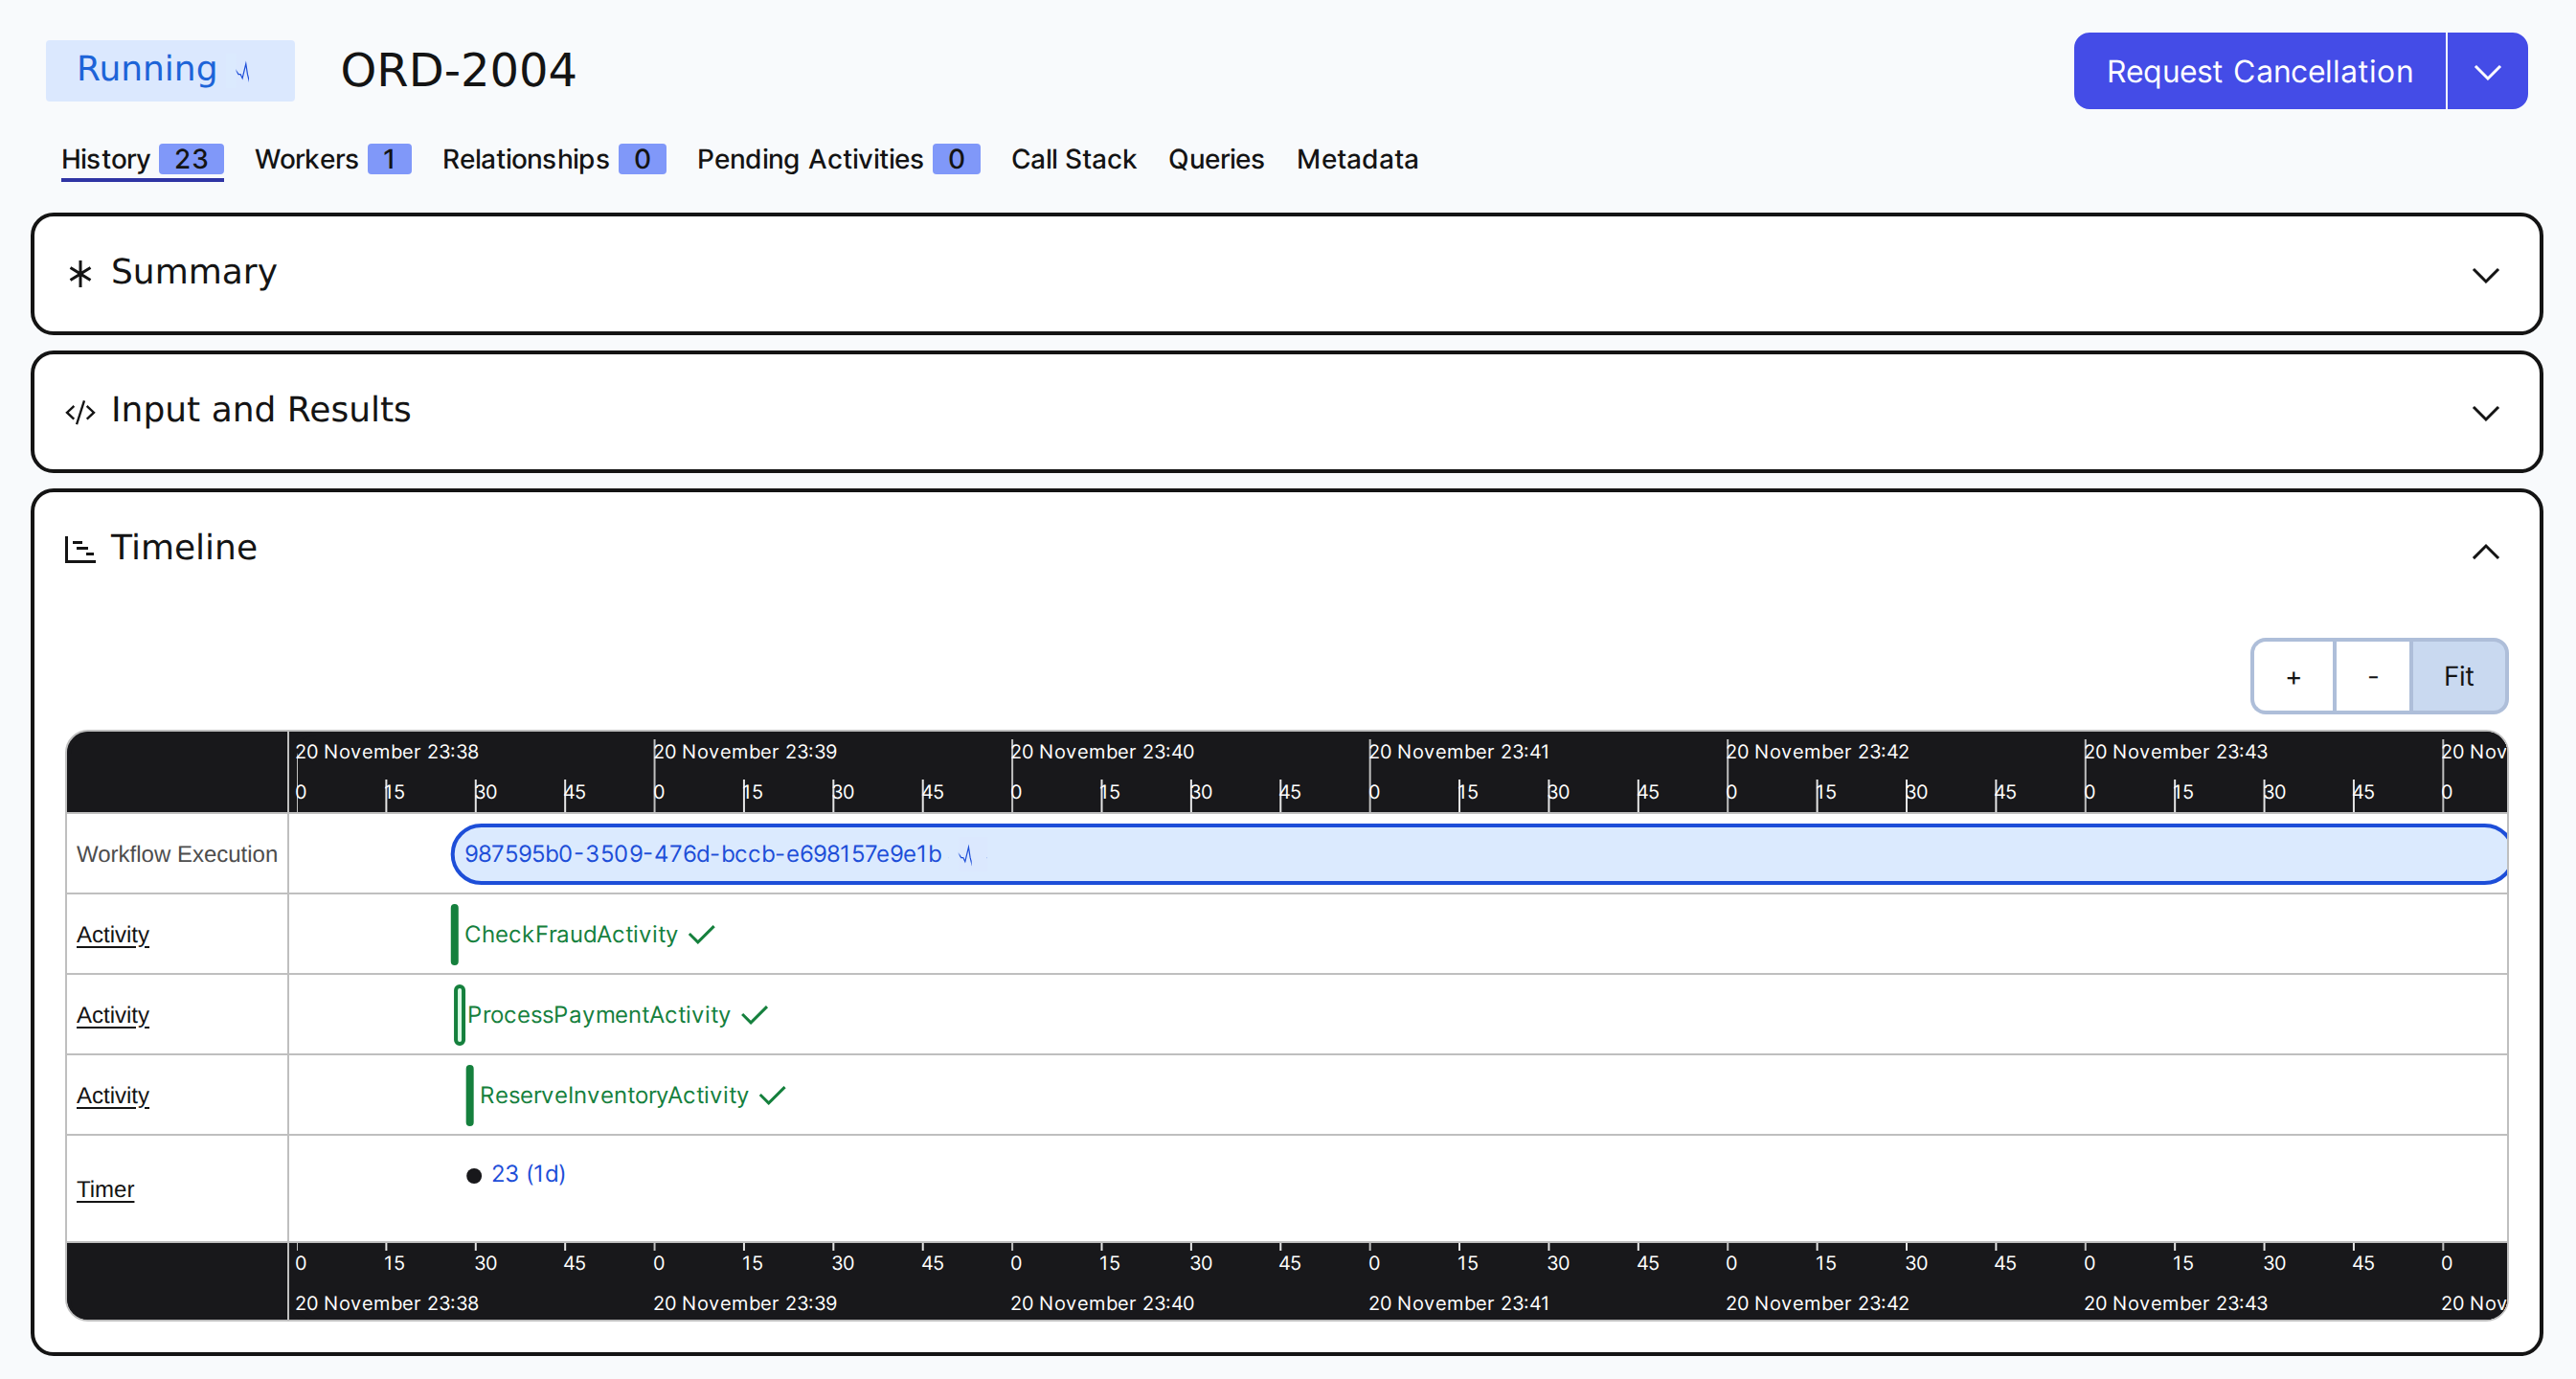 Running ORD-2004 Request Cancellation
History 23 Workers 1 Relationships 0 Pending Activities 0 Call Stack Queries Metadata
Summary
Input and Results
Timeline
+ - Fit
20 November 23:38 20 November 23:39 20 November 23:40 20 November 23:41 20 November 23:42 20 November 23:43 20 Nov
0 15 30 45 0 15 30 45 0 15 30 45 0 15 30 45 0 15 30 45 0 15 30 45 0
Workflow Execution 987595b0-3509-476d-bccb-e698157e9e1b
Activity CheckFraudActivity
Activity ProcessPaymentActivity
Activity ReserveInventoryActivity
Timer 23 (1d)
0 15 30 45 0 15 30 45 0 15 30 45 0 15 30 45 0 15 30 45 0 15 30 45 0
20 November 23:38 20 November 23:39 20 November 23:40 20 November 23:41 20 November 23:42 20 November 23:43 20 Nov